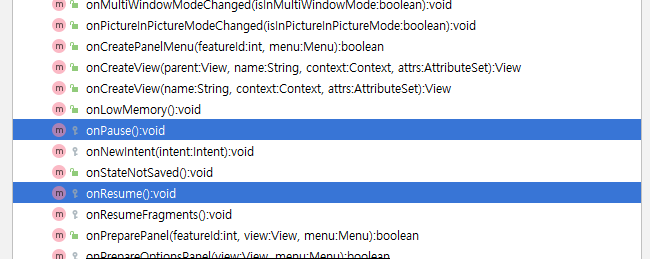 onMultiWindowModeChanged(isInMultiWindowMode:boolean):void
m onPictureInPictureModeChanged(isInPictureInPictureMode:boolean):void
m onCreatePanelMenu(featureId:int, menu:Menu):boolean
m onCreateView(parent:View, name:String, context:Context, attrs:AttributeSet):View
m onCreateView(name:String, context:Context, attrs:AttributeSet):View
m onLowMemory():void
m onPause():void
m onNewIntent(intent:Intent):void
m onStateNotSaved():void
m onResume():void
m onResumeFragments():void
m onPreparePanel(featureId:int, view:View, menu:Menu):boolean
m onPrepareOptionsPanel(view:View, menu:Menu):boolean